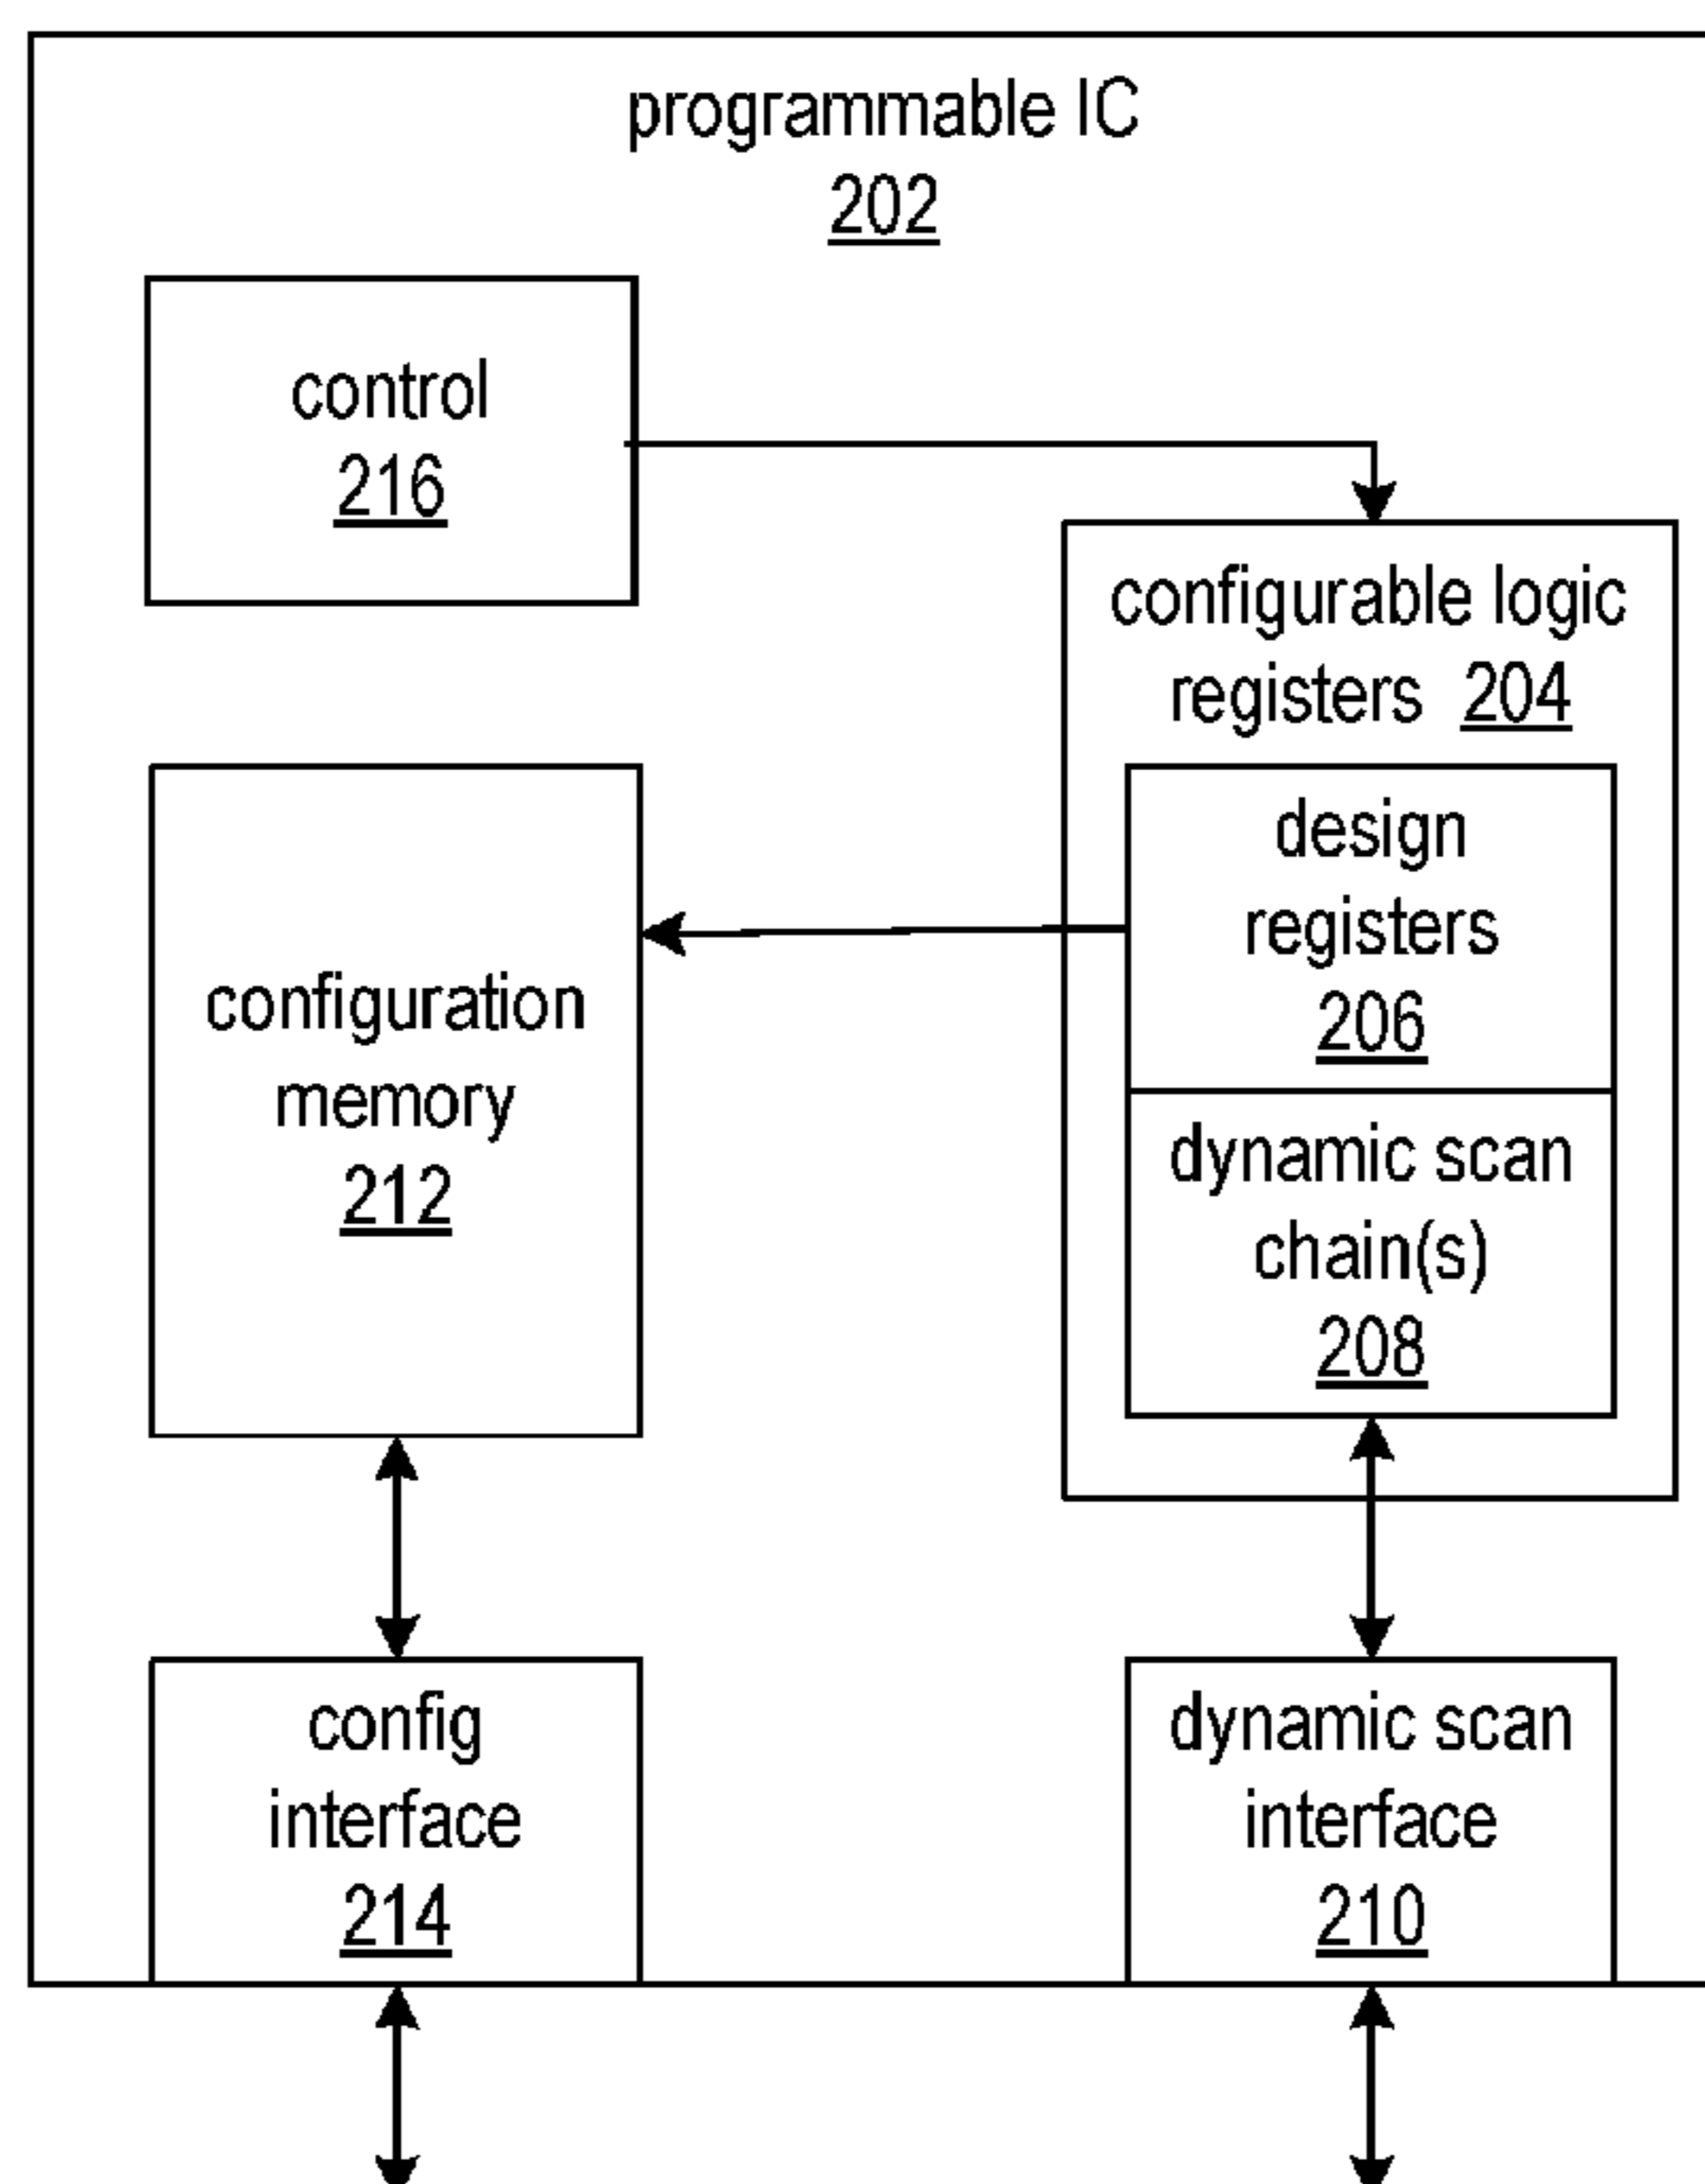 programmable IC
202
control
216
configurable logic
registers 204
design
registers
206
configuration
memory
212
dynamic scan
chain(s)
208
config
interface
214
dynamic scan
interface
210